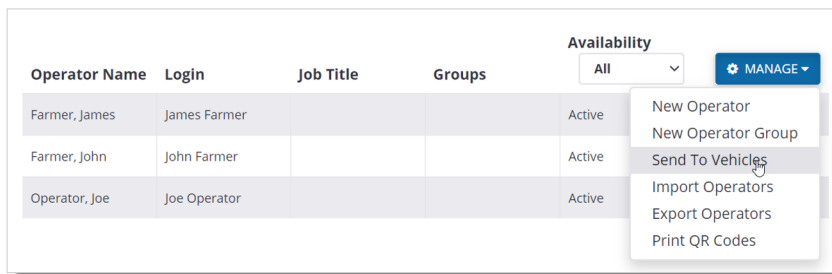 Availability
Operator Name Login Job Title Groups All MANAGE
Farmer, James James Farmer Active
New Operator
New Operator Group
Farmer, John John Farmer Active Send To Vehicles
Import Operators
Operator, Joe Joe Operator Active
Export Operators
Print QR Codes